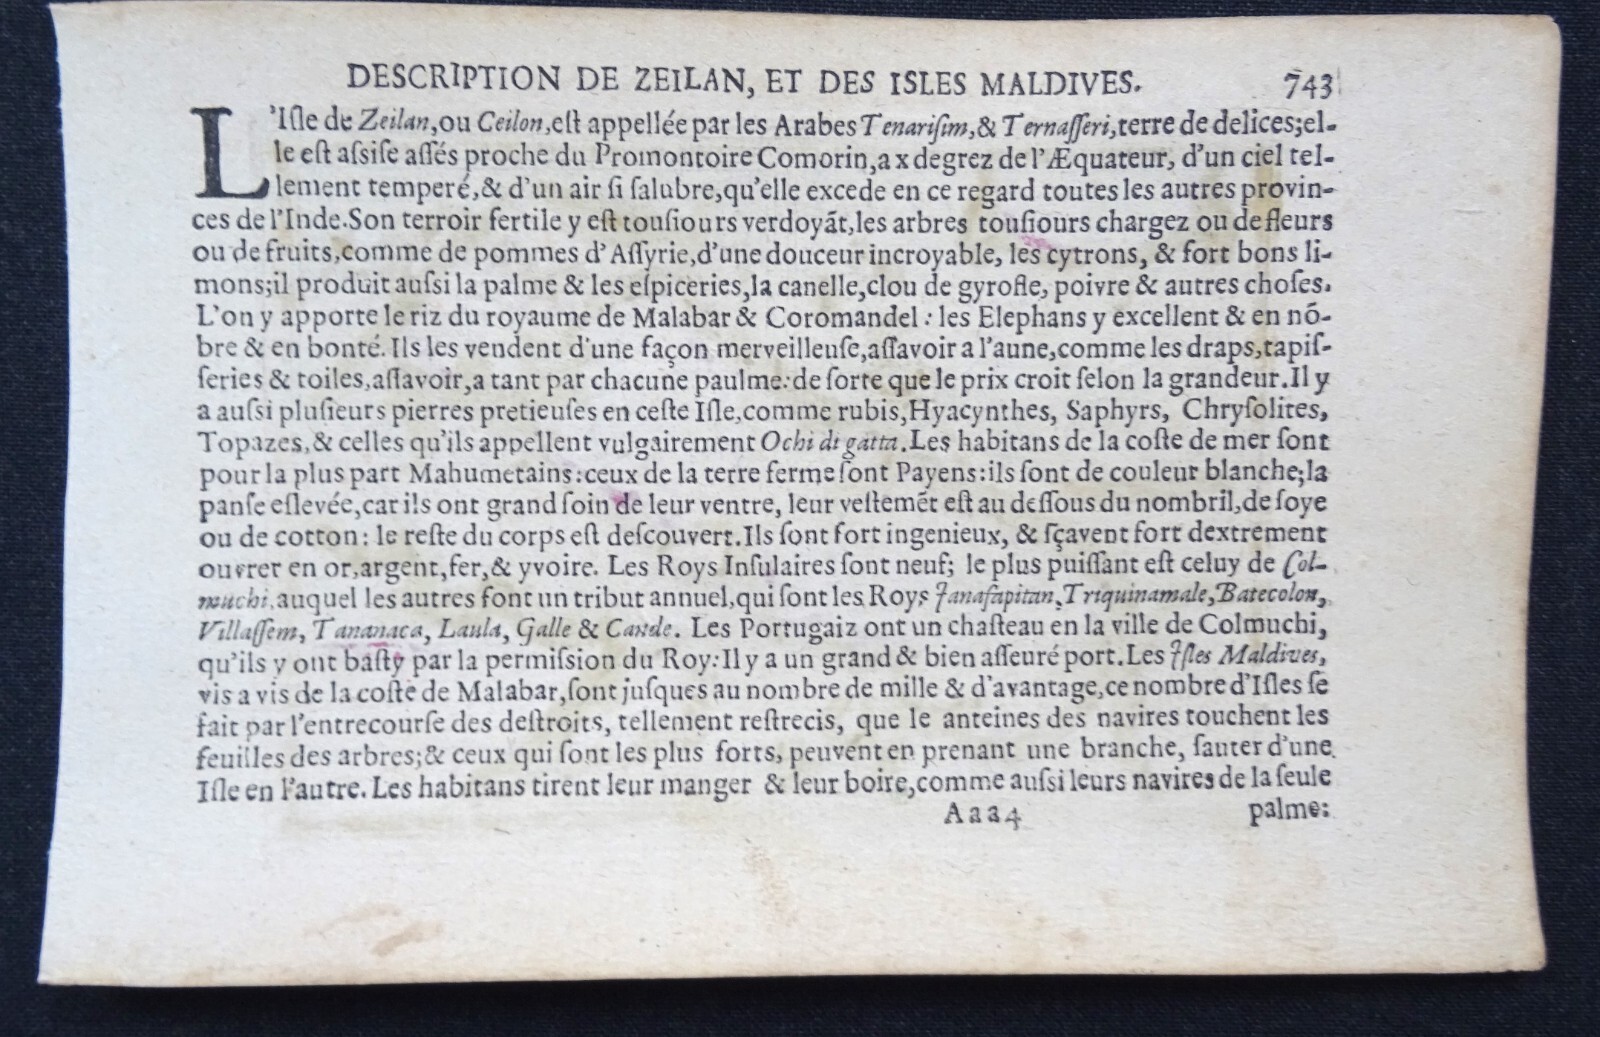 DESCRIPTION DE ZEILAN, ET DES ISLES MALDIVES. 743
L'Iſle de Zeilan,ou Ceilon,eſt appellée par les Arabes Tenariſim,& Ternaſſeri,terre de delices;el-
le eſt aſsiſe aſſés proche du Promontoire Comorin,a x degrez de l'Æquateur, d'un ciel tel-
lement temperé,& d'un air ſi ſalubre,qu'elle excede en ce regard toutes les autres provin-
ces de l'Inde.Son terroir fertile y eſt touſiours verdoyãt,les arbres touſiours chargez ou de fleurs
ou de fruits,comme de pommes d'Aſſyrie,d'une douceur incroyable, les cytrons, & fort bons li-
mons;il produit auſsi la palme & les eſpiceries,la canelle,clou de gyrofle, poivre & autres choſes.
L'on y apporte le riz du royaume de Malabar & Coromandel : les Elephans y excellent & en nõ-
bre & en bonté. Ils les vendent d'une façon merveilleuſe,aſſavoir a l'aune,comme les draps,tapiſ-
ſeries & toiles,aſſavoir,a tant par chacune paulme: de ſorte que le prix croit ſelon la grandeur.Il y
a auſsi pluſieurs pierres pretieuſes en ceſte Iſle,comme rubis,Hyacynthes, Saphyrs, Chryſolites,
Topazes,& celles qu'ils appellent vulgairement Ochi di gatta.Les habitans de la coſte de mer ſont
pour la plus part Mahumetains:ceux de la terre ferme ſont Payens:ils ſont de couleur blanche;la
panſe eſlevée,car ils ont grand ſoin de leur ventre, leur veſtemẽt eſt au deſſous du nombril,de ſoye
ou de cotton: le reſte du corps eſt deſcouvert.Ils ſont fort ingenieux, & ſçavent fort dextrement
ouvrer en or,argent,fer,& yvoire. Les Roys Inſulaires ſont neuf; le plus puiſſant eſt celuy de Col-
muchi,auquel les autres font un tribut annuel,qui ſont les Roys Janaſapitan,Triquinamale,Batecolon,
Villaſſem, Tananaca, Laula, Galle & Cande. Les Portugaiz ont un chaſteau en la ville de Colmuchi,
qu'ils y ont baſty par la permiſsion du Roy:Il y a un grand & bien aſſeuré port.Les Iſles Maldives,
vis a vis de la coſte de Malabar,ſont juſques au nombre de mille & d'avantage,ce nombre d'Iſles ſe
fait par l'entrecourſe des deſtroits, tellement reſtrecis, que le anteines des navires touchent les
feuilles des arbres;& ceux qui ſont les plus forts, peuvent en prenant une branche, ſauter d'une
Iſle en l'autre. Les habitans tirent leur manger & leur boire,comme auſsi leurs navires de la ſeule
Aaa4 palme: